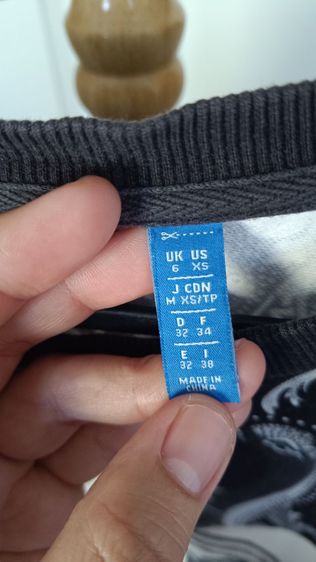 UK US
6 XS
J CDN
M XS/TP
D F
32 34
E I
32 38
MADE IN
CHINA